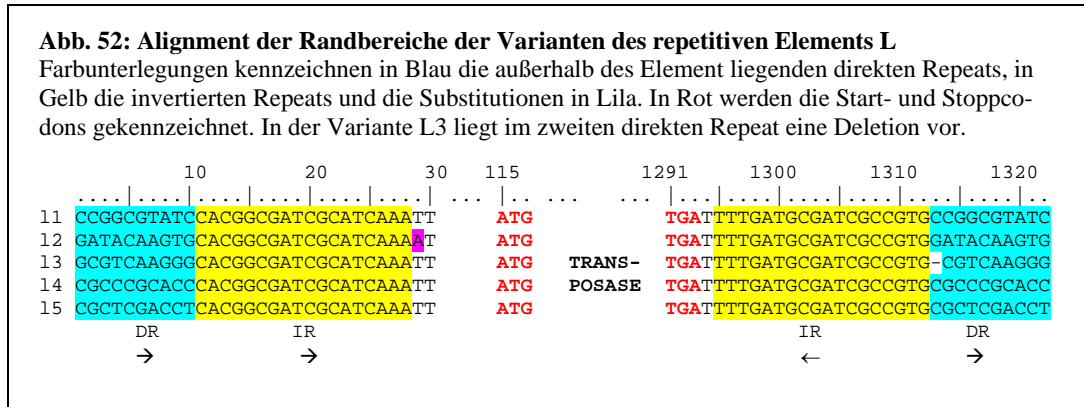 Abb. 52: Alignment der Randbereiche der Varianten des repetitiven Elements L
Farbunterlegungen kennzeichnen in Blau die außerhalb des Element liegenden direkten Repeats, in
Gelb die invertierten Repeats und die Substitutionen in Lila. In Rot werden die Start- und Stoppco-
dons gekennzeichnet. In der Variante L3 liegt im zweiten direkten Repeat eine Deletion vor.
10 20 30 115 1291 1300 1310 1320
....|....|....|....|....|....| ... ...|.. ... ... |..|....|....|....|....|....|..
l1 CCGGCGTATCCACGGCGATCGCATCAAATT ATG TGATTTTGATGCGATCGCCGTGCCGGCGTATC
l2 GATACAAGTGCACGGCGATCGCATCAAAAT ATG TGATTTTGATGCGATCGCCGTGGATACAAGTG
l3 GCGTCAAGGGCACGGCGATCGCATCAAATT ATG TRANS- TGATTTTGATGCGATCGCCGTG-CGTCAAGGG
l4 CGCCCGCACCCACGGCGATCGCATCAAATT ATG POSASE TGATTTTGATGCGATCGCCGTGCGCCCGCACC
l5 CGCTCGACCTCACGGCGATCGCATCAAATT ATG TGATTTTGATGCGATCGCCGTGCGCTCGACCT
DR IR IR DR
→ → ← →